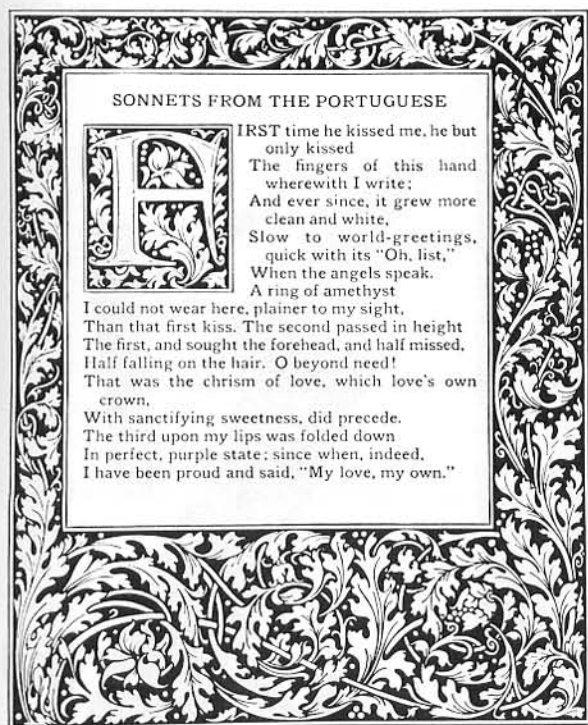 SONNETS FROM THE PORTUGUESE
FIRST time he kissed me, he but
only kissed
The fingers of this hand
wherewith I write;
And ever since, it grew more
clean and white,
Slow to world-greetings,
quick with its "Oh, list,"
When the angels speak.
A ring of amethyst
I could not wear here, plainer to my sight,
Than that first kiss. The second passed in height
The first, and sought the forehead, and half missed,
Half falling on the hair. O beyond need!
That was the chrism of love, which love's own
crown,
With sanctifying sweetness, did precede.
The third upon my lips was folded down
In perfect, purple state; since when, indeed,
I have been proud and said, "My love, my own."